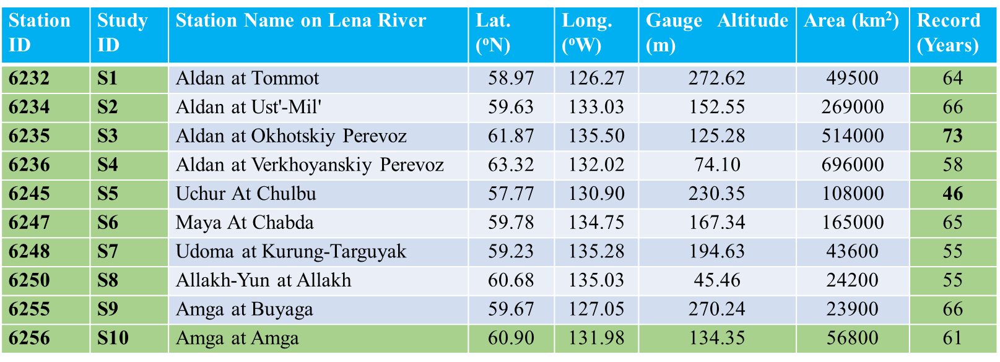 Station ID Study ID Station Name on Lena River Lat. (°N) Long. (°W) Gauge Altitude (m) Area (km²) Record (Years)
6232 S1 Aldan at Tommot 58.97 126.27 272.62 49500 64
6234 S2 Aldan at Ust'-Mil' 59.63 133.03 152.55 269000 66
6235 S3 Aldan at Okhotskiy Perevoz 61.87 135.50 125.28 514000 73
6236 S4 Aldan at Verkhoyanskiy Perevoz 63.32 132.02 74.10 696000 58
6245 S5 Uchur At Chulbu 57.77 130.90 230.35 108000 46
6247 S6 Maya At Chabda 59.78 134.75 167.34 165000 65
6248 S7 Udoma at Kurung-Targuyak 59.23 135.28 194.63 43600 55
6250 S8 Allakh-Yun at Allakh 60.68 135.03 45.46 24200 55
6255 S9 Amga at Buyaga 59.67 127.05 270.24 23900 66
6256 S10 Amga at Amga 60.90 131.98 134.35 56800 61